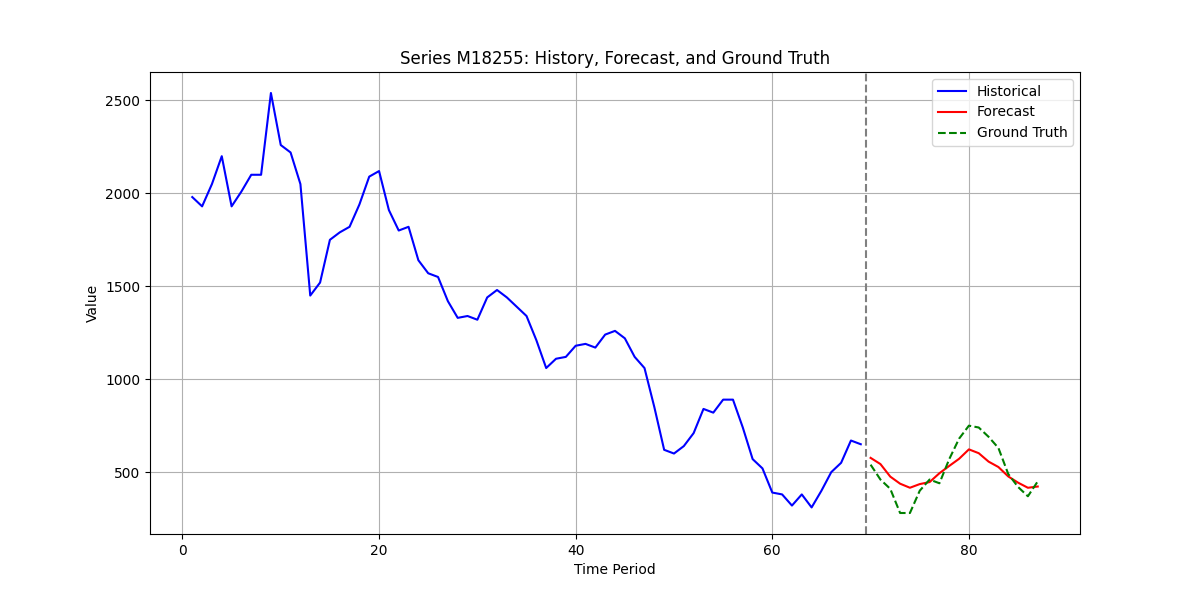 Series M18255: History, Forecast, and Ground Truth
Historical
Forecast
Ground Truth
Value
2500
2000
1500
1000
500
0
20
40
60
80
Time Period